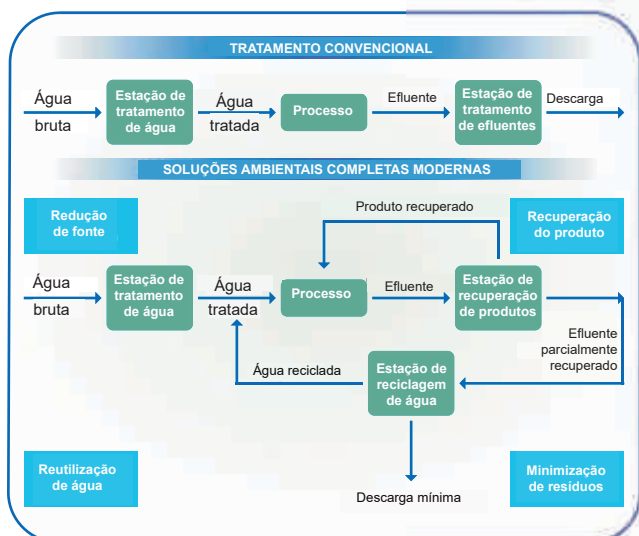 TRATAMENTO CONVENCIONAL
Água
bruta
Estação de
tratamento
de água
Água
tratada
Processo
Efluente
Estação de
tratamento
de efluentes
Descarga
SOLUÇÕES AMBIENTAIS COMPLETAS MODERNAS
Redução
de fonte
Produto recuperado
Recuperação
do produto
Água
bruta
Estação de
tratamento
de água
Água
tratada
Processo
Efluente
Estação de
recuperação
de produtos
Efluente
parcialmente
recuperado
Água reciclada
Estação de
reciclagem
de água
Reutilização
de água
Descarga mínima
Minimização
de resíduos